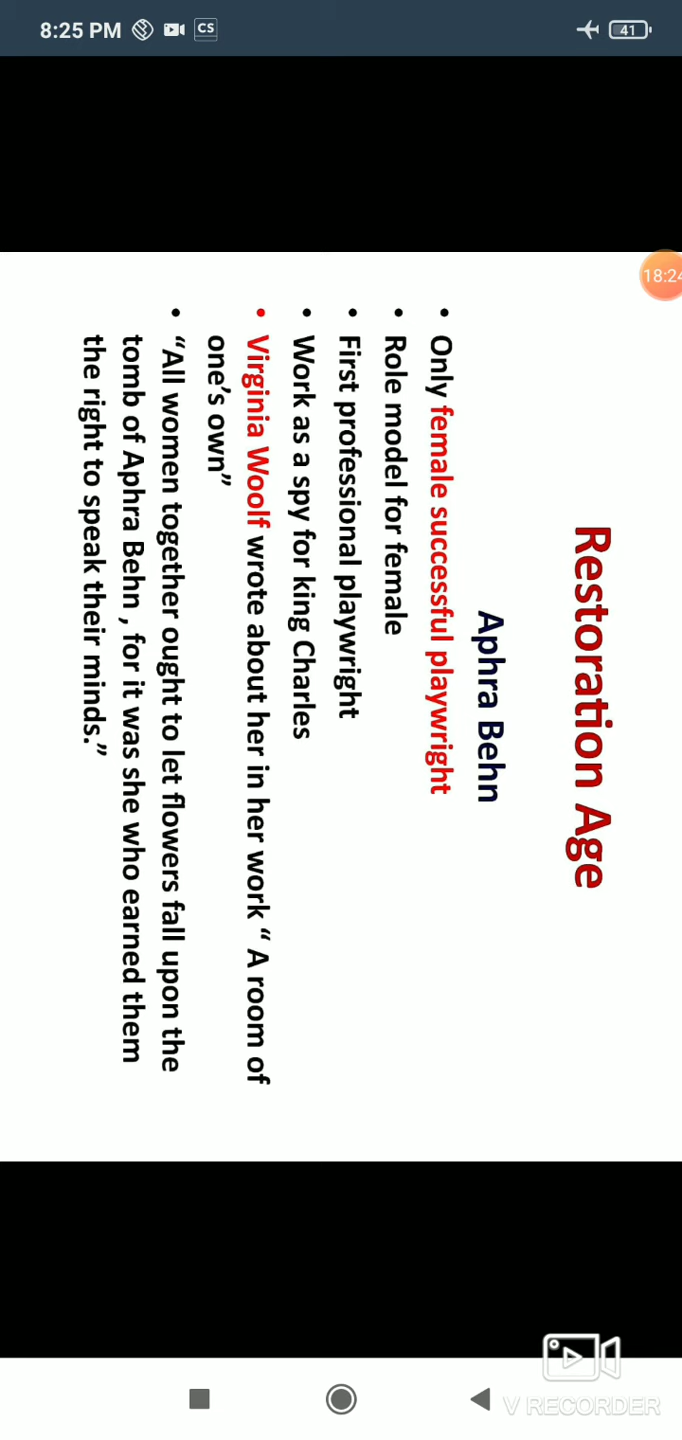 8:25 PM CS 41
18:24
Restoration Age
Aphra Behn
• Only female successful playwright
• Role model for female
• First professional playwright
• Work as a spy for king Charles
• Virginia Woolf wrote about her in her work “ A room of
one’s own”
• “All women together ought to let flowers fall upon the
tomb of Aphra Behn , for it was she who earned them
the right to speak their minds.”
V RECORDER